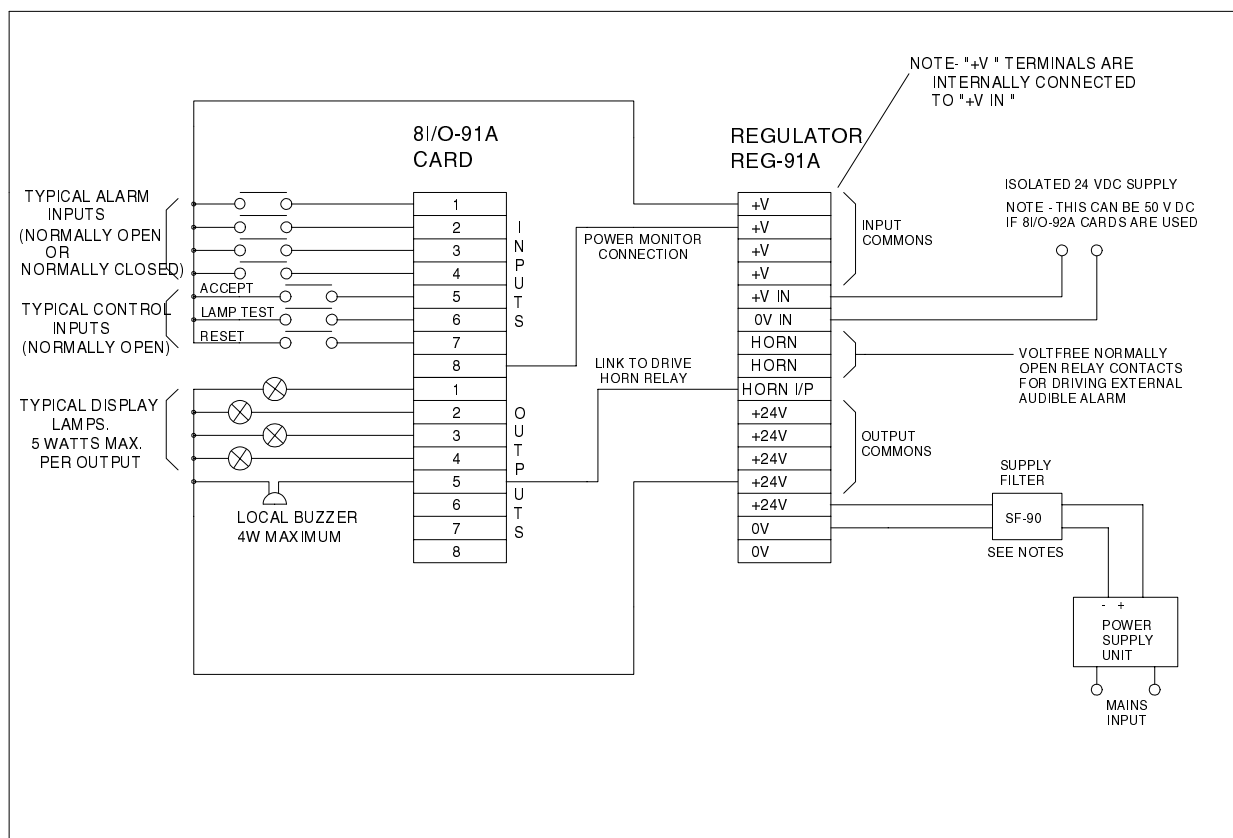 NOTE- "+V " TERMINALS ARE
INTERNALLY CONNECTED
TO "+V IN "
8I/O-91A
CARD
REGULATOR
REG-91A
ISOLATED 24 VDC SUPPLY
NOTE - THIS CAN BE 50 V DC
IF 8I/O-92A CARDS ARE USED
TYPICAL ALARM
INPUTS
(NORMALLY OPEN
OR
NORMALLY CLOSED)
TYPICAL CONTROL
INPUTS
(NORMALLY OPEN)
ACCEPT
LAMP TEST
RESET
TYPICAL DISPLAY
LAMPS.
5 WATTS MAX.
PER OUTPUT
LOCAL BUZZER
4W MAXIMUM
1
2
3
4
5
6
7
8
1
2
3
4
5
6
7
8
INPUTS
OUTPUTS
POWER MONITOR
CONNECTION
LINK TO DRIVE
HORN RELAY
+V
+V
+V
+V
+V IN
0V IN
HORN
HORN
HORN I/P
+24V
+24V
+24V
+24V
+24V
0V
0V
INPUT
COMMONS
VOLTFREE NORMALLY
OPEN RELAY CONTACTS
FOR DRIVING EXTERNAL
AUDIBLE ALARM
OUTPUT
COMMONS
SUPPLY
FILTER
SF-90
SEE NOTES
- +
POWER
SUPPLY
UNIT
MAINS
INPUT